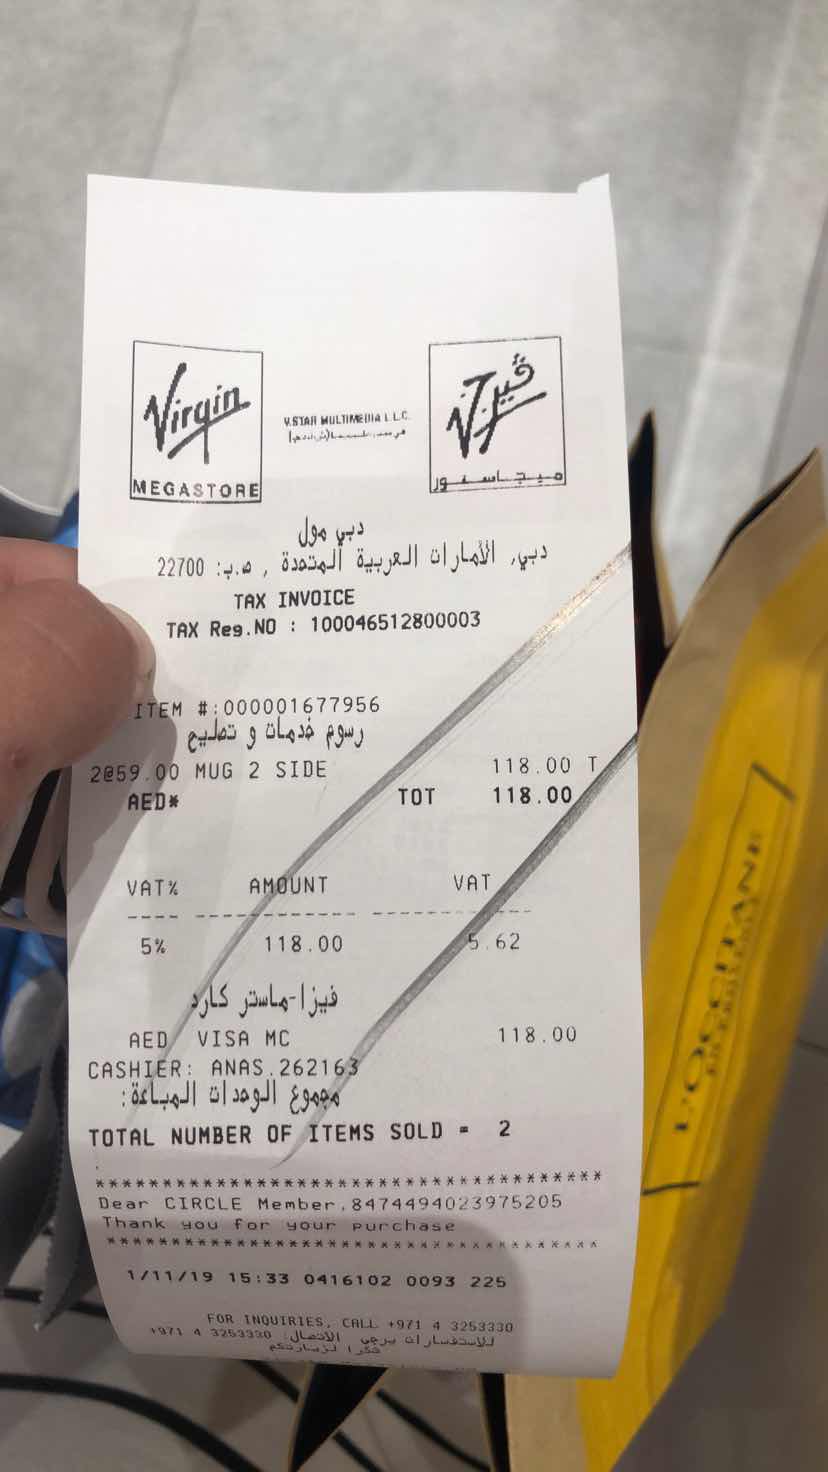 Virgin
MEGASTORE
V.STAR MULTIMEDIA L.L.C.
ڤيرجن
ميجاستور
دبي مول
دبي, الأمارات العربية المتحدة , ص.ب: 22700
TAX INVOICE
TAX Reg.NO : 100046512800003
ITEM #:000001677956
رسوم خدمات و تصليح
2@59.00 MUG 2 SIDE 118.00 T
AED* TOT 118.00
VAT% AMOUNT VAT
---- ------------- -------------
5% 118.00 5.62
فيزا-ماستر كارد
AED VISA MC 118.00
CASHIER: ANAS.262163
مجموع الوحدات المباعة:
TOTAL NUMBER OF ITEMS SOLD = 2
***************************************
Dear CIRCLE Member,8474494023975205
Thank you for your purchase
***************************************
1/11/19 15:33 0416102 0093 225
FOR INQUIRIES, CALL +971 4 3253330
للاستفسارات يرجى الاتصال: 3253330 4 971+
شكرا لزيارتكم
L'OCCITANE